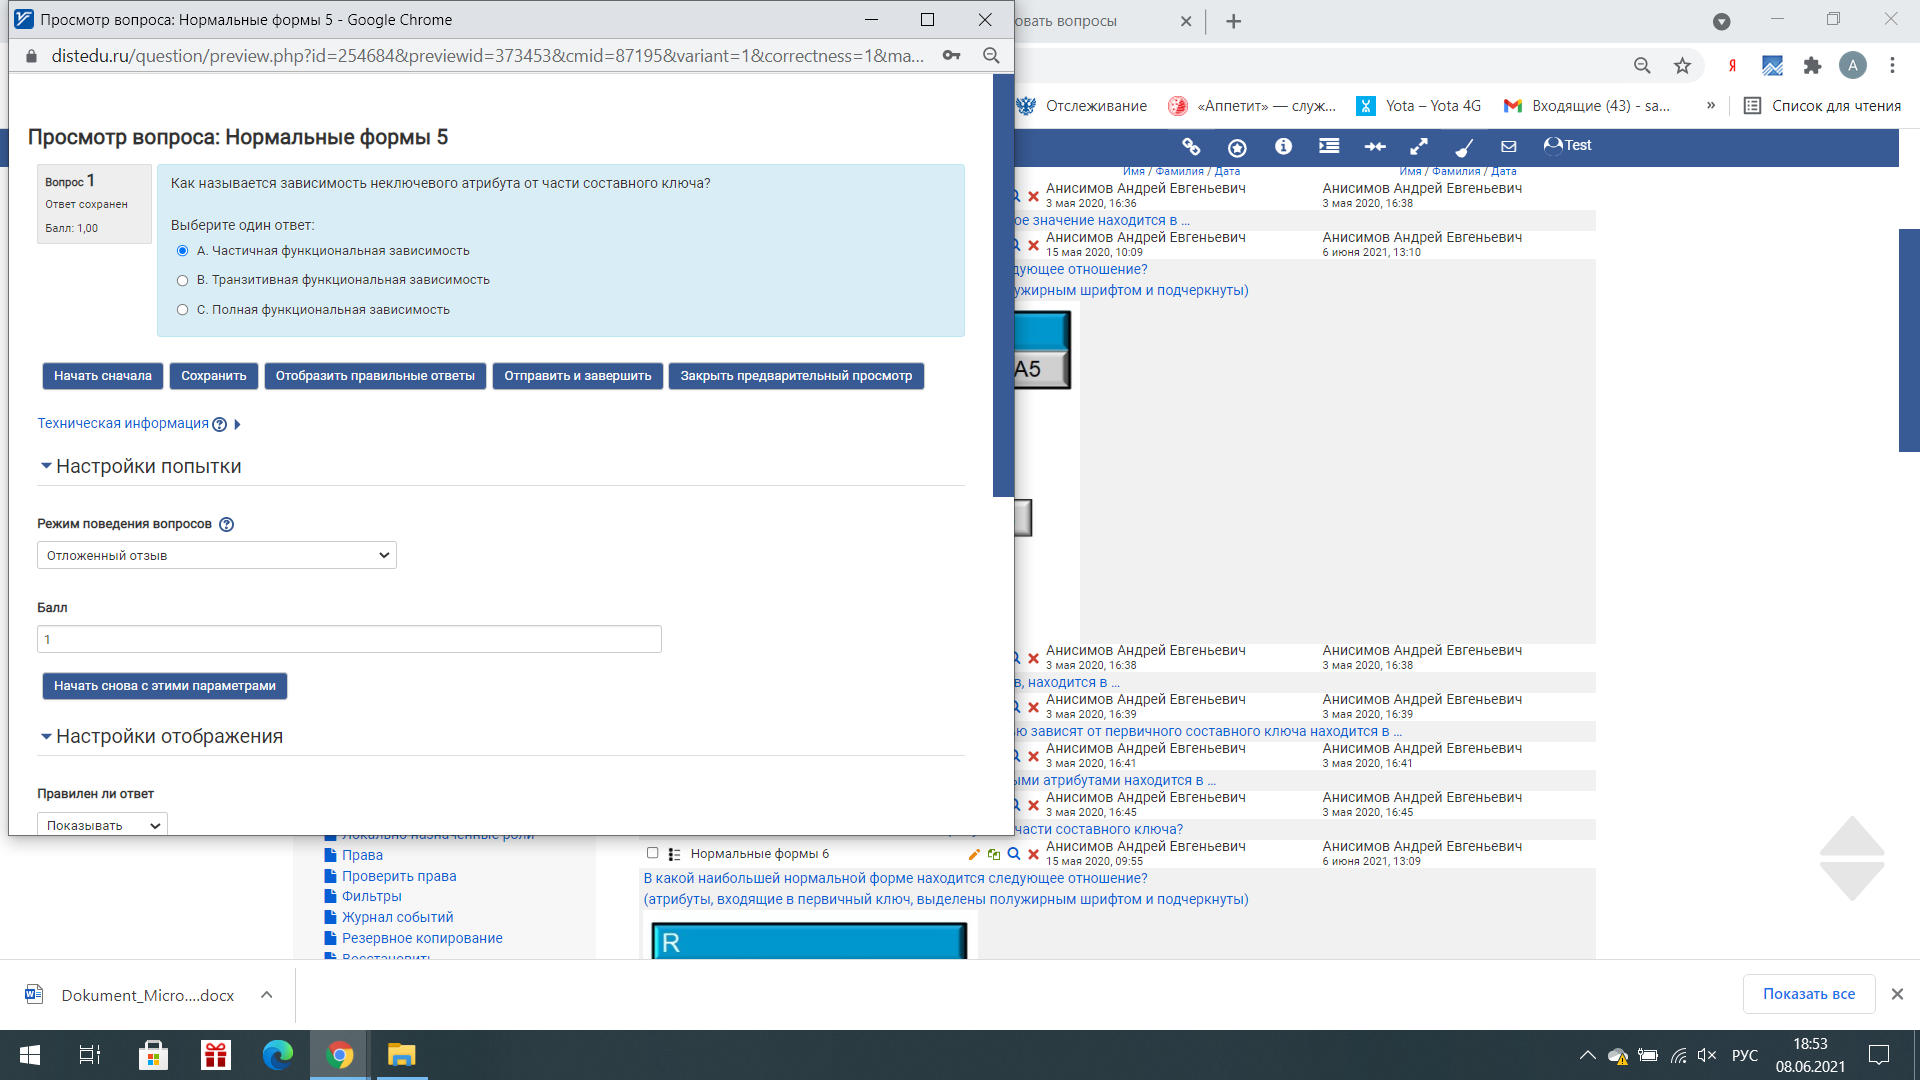 Просмотр вопроса: Нормальные формы 5 - Google Chrome
distedu.ru/question/preview.php?id=254684&previewid=373453&cmid=87195&variant=1&correctness=1&ma...
Просмотр вопроса: Нормальные формы 5
Вопрос 1
Ответ сохранен
Балл: 1,00
Как называется зависимость неключевого атрибута от части составного ключа?
Выберите один ответ:
A. Частичная функциональная зависимость
B. Транзитивная функциональная зависимость
C. Полная функциональная зависимость
Начать сначала
Сохранить
Отобразить правильные ответы
Отправить и завершить
Закрыть предварительный просмотр
Техническая информация
Настройки попытки
Режим поведения вопросов
Отложенный отзыв
Балл
1
Начать снова с этими параметрами
Настройки отображения
Правилен ли ответ
Показывать
овать вопросы
Я
A
Отслеживание
«Аппетит» — служ...
Yota – Yota 4G
Входящие (43) - sa...
»
Список для чтения
Test
Имя / Фамилия / Дата
Имя / Фамилия / Дата
Анисимов Андрей Евгеньевич
3 мая 2020, 16:36
Анисимов Андрей Евгеньевич
3 мая 2020, 16:38
ое значение находится в ...
Анисимов Андрей Евгеньевич
15 мая 2020, 10:09
Анисимов Андрей Евгеньевич
6 июня 2021, 13:10
дующее отношение?
ужирным шрифтом и подчеркнуты)
A5
Анисимов Андрей Евгеньевич
3 мая 2020, 16:38
Анисимов Андрей Евгеньевич
3 мая 2020, 16:38
в, находится в ...
Анисимов Андрей Евгеньевич
3 мая 2020, 16:39
Анисимов Андрей Евгеньевич
3 мая 2020, 16:39
ю зависят от первичного составного ключа находится в ...
Анисимов Андрей Евгеньевич
3 мая 2020, 16:41
Анисимов Андрей Евгеньевич
3 мая 2020, 16:41
ыми атрибутами находится в ...
Анисимов Андрей Евгеньевич
3 мая 2020, 16:45
Анисимов Андрей Евгеньевич
3 мая 2020, 16:45
части составного ключа?
Нормальные формы 6
Анисимов Андрей Евгеньевич
15 мая 2020, 09:55
Анисимов Андрей Евгеньевич
6 июня 2021, 13:09
В какой наибольшей нормальной форме находится следующее отношение?
(атрибуты, входящие в первичный ключ, выделены полужирным шрифтом и подчеркнуты)
R
Локально назначенные роли
Права
Проверить права
Фильтры
Журнал событий
Резервное копирование
Восстановить
Dokument_Micro....docx
Показать все
РУС
18:53
08.06.2021